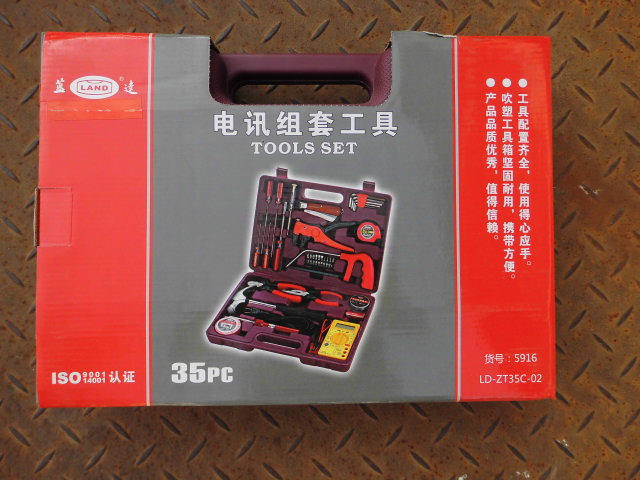 蓝达
LAND
®
电讯组套工具
TOOLS SET
● 工具配置齐全，使用得心应手。
● 吹塑工具箱坚固耐用，携带方便。
● 产品品质优秀，值得信赖。
ISO 9001 14001 认证
35PC
货号：5916
LD-ZT35C-02